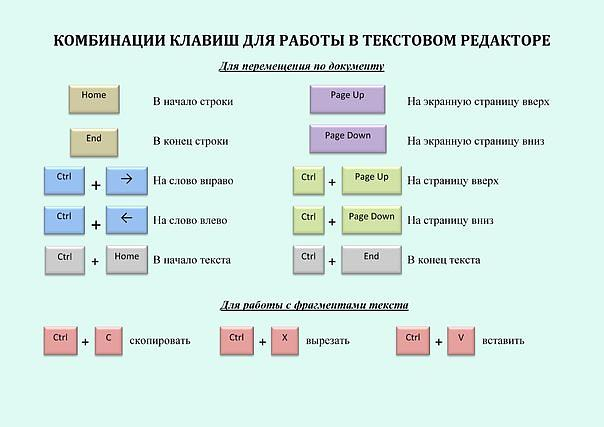 КОМБИНАЦИИ КЛАВИШ ДЛЯ РАБОТЫ В ТЕКСТОВОМ РЕДАКТОРЕ
Для перемещения по документу
Home В начало строки Page Up На экранную страницу вверх
End В конец строки Page Down На экранную страницу вниз
Ctrl + → На слово вправо Ctrl + Page Up На страницу вверх
Ctrl + ← На слово влево Ctrl + Page Down На страницу вниз
Ctrl + Home В начало текста Ctrl + End В конец текста
Для работы с фрагментами текста
Ctrl + C скопировать Ctrl + X вырезать Ctrl + V вставить